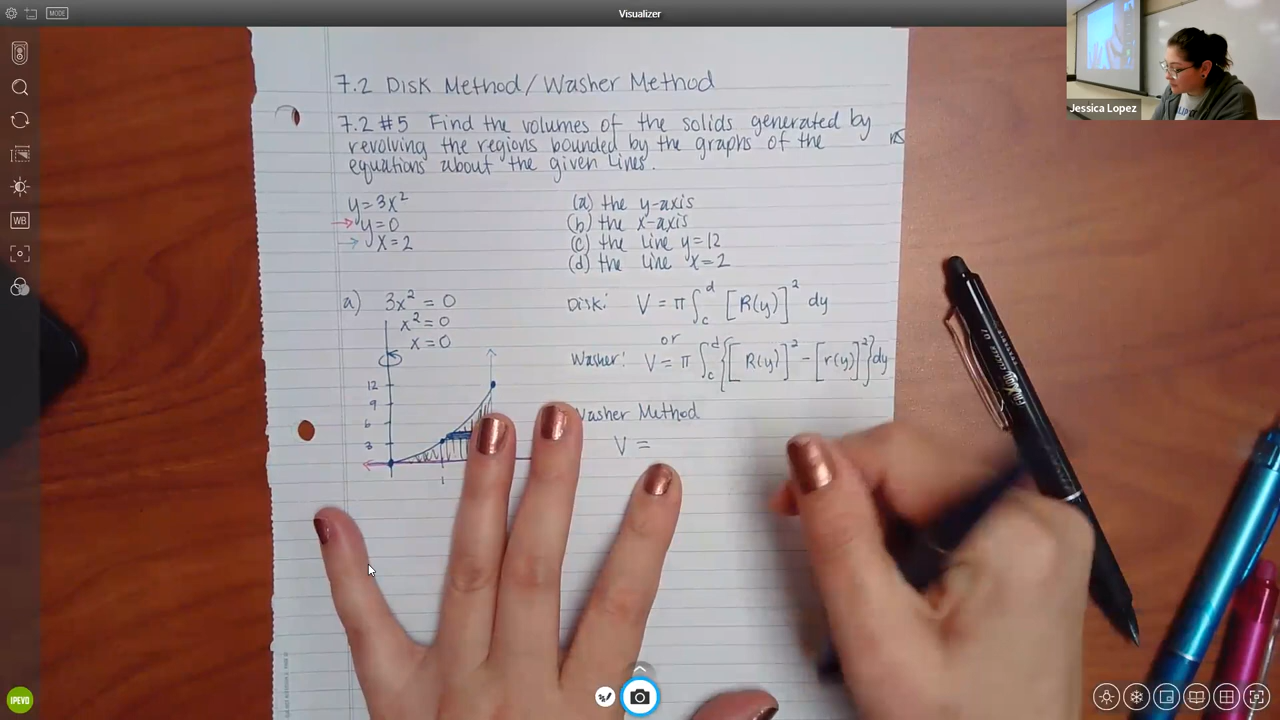 MODE
Visualizer
Jessica Lopez
7.2 Disk Method/Washer Method
7.2 #5 Find the volumes of the solids generated by
revolving the regions bounded by the graphs of the
equations about the given lines.
y=3x²
y=0
x=2
(a) the y-axis
(b) the x-axis
(c) the line y=12
(d) the line x=2
a) 3x² = 0
x²=0
x=0
Disk: V = π∫_c^d [R(y)]² dy
or
Washer: V = π∫_c^d {[R(y)]² - [r(y)]²}dy
12
9
6
3
1
Washer Method
V =
WB
IPEVO